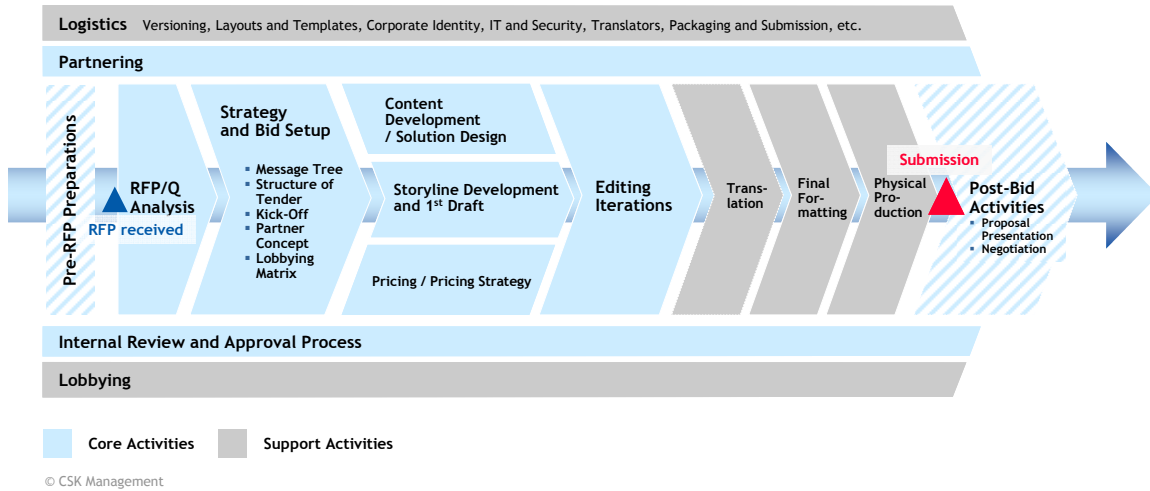 Logistics Versioning, Layouts and Templates, Corporate Identity, IT and Security, Translators, Packaging and Submission, etc.
Partnering
Pre-RFP Preparations
RFP/Q
Analysis
RFP received
Strategy
and Bid Setup
▪ Message Tree
▪ Structure of
Tender
▪ Kick-Off
▪ Partner
Concept
▪ Lobbying
Matrix
Content
Development
/ Solution Design
Storyline Development
and 1st Draft
Pricing / Pricing Strategy
Editing
Iterations
Trans-
lation
Final
For-
matting
Physical
Pro-
duction
Submission
Post-Bid
Activities
▪ Proposal
Presentation
▪ Negotiation
Internal Review and Approval Process
Lobbying
Core Activities
Support Activities
© CSK Management